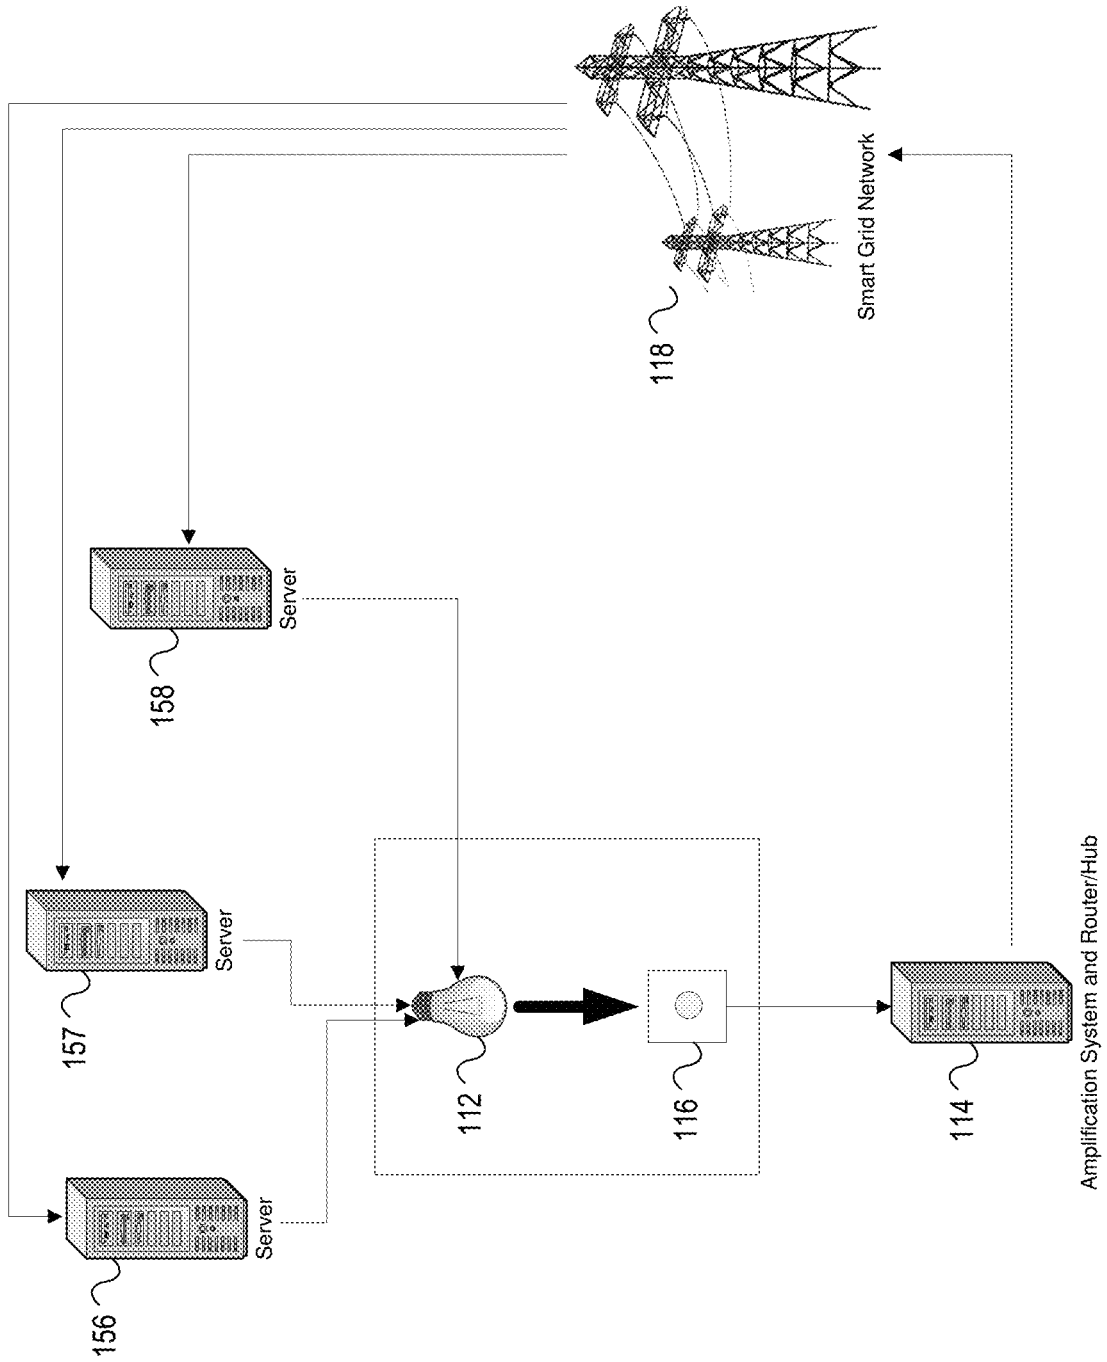 156
Server
157
Server
158
Server
112
116
118
Smart Grid Network
114
Amplification System and Router/Hub